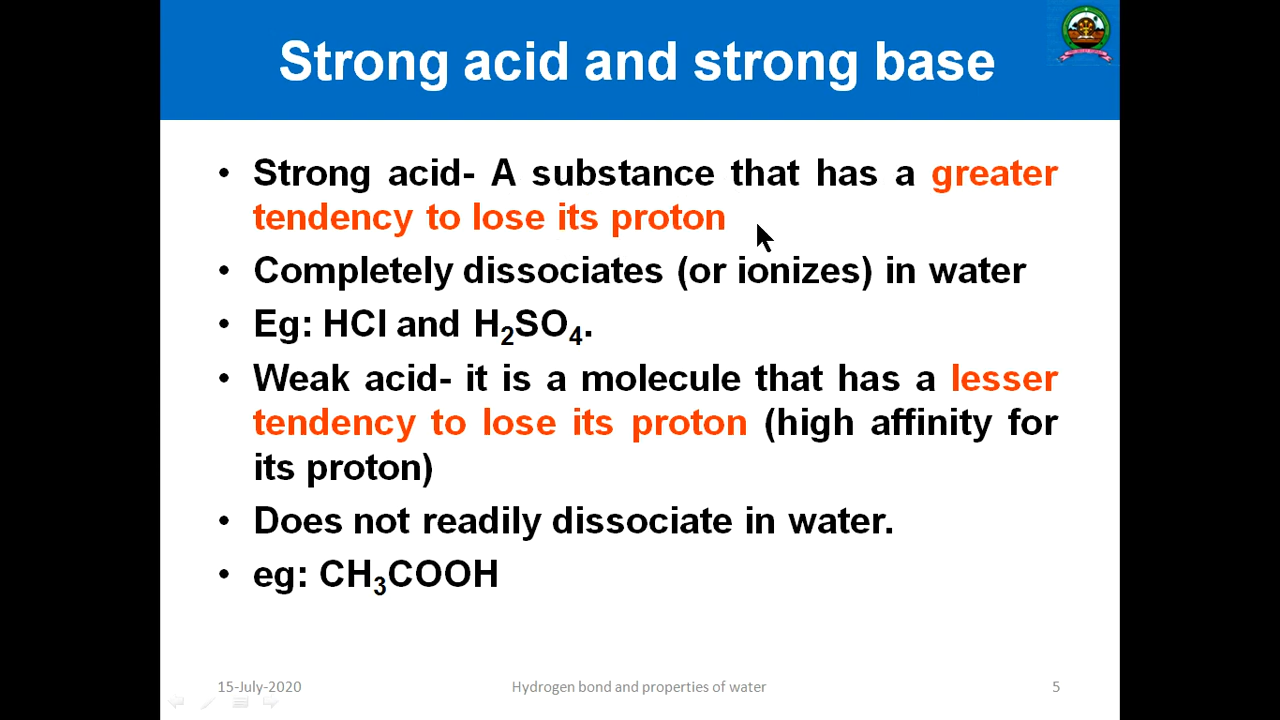 Strong acid and strong base
• Strong acid- A substance that has a greater
tendency to lose its proton
• Completely dissociates (or ionizes) in water
• Eg: HCl and H₂SO₄.
• Weak acid- it is a molecule that has a lesser
tendency to lose its proton (high affinity for
its proton)
• Does not readily dissociate in water.
• eg: CH₃COOH
15-July-2020 Hydrogen bond and properties of water 5